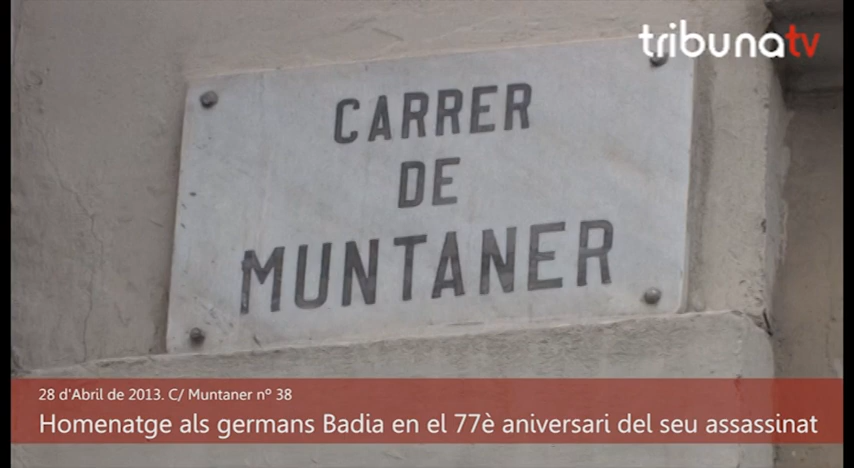 tribunatv
CARRER
DE
MUNTANER
28 d'Abril de 2013. C/ Muntaner nº 38
Homenatge als germans Badia en el 77è aniversari del seu assassinat